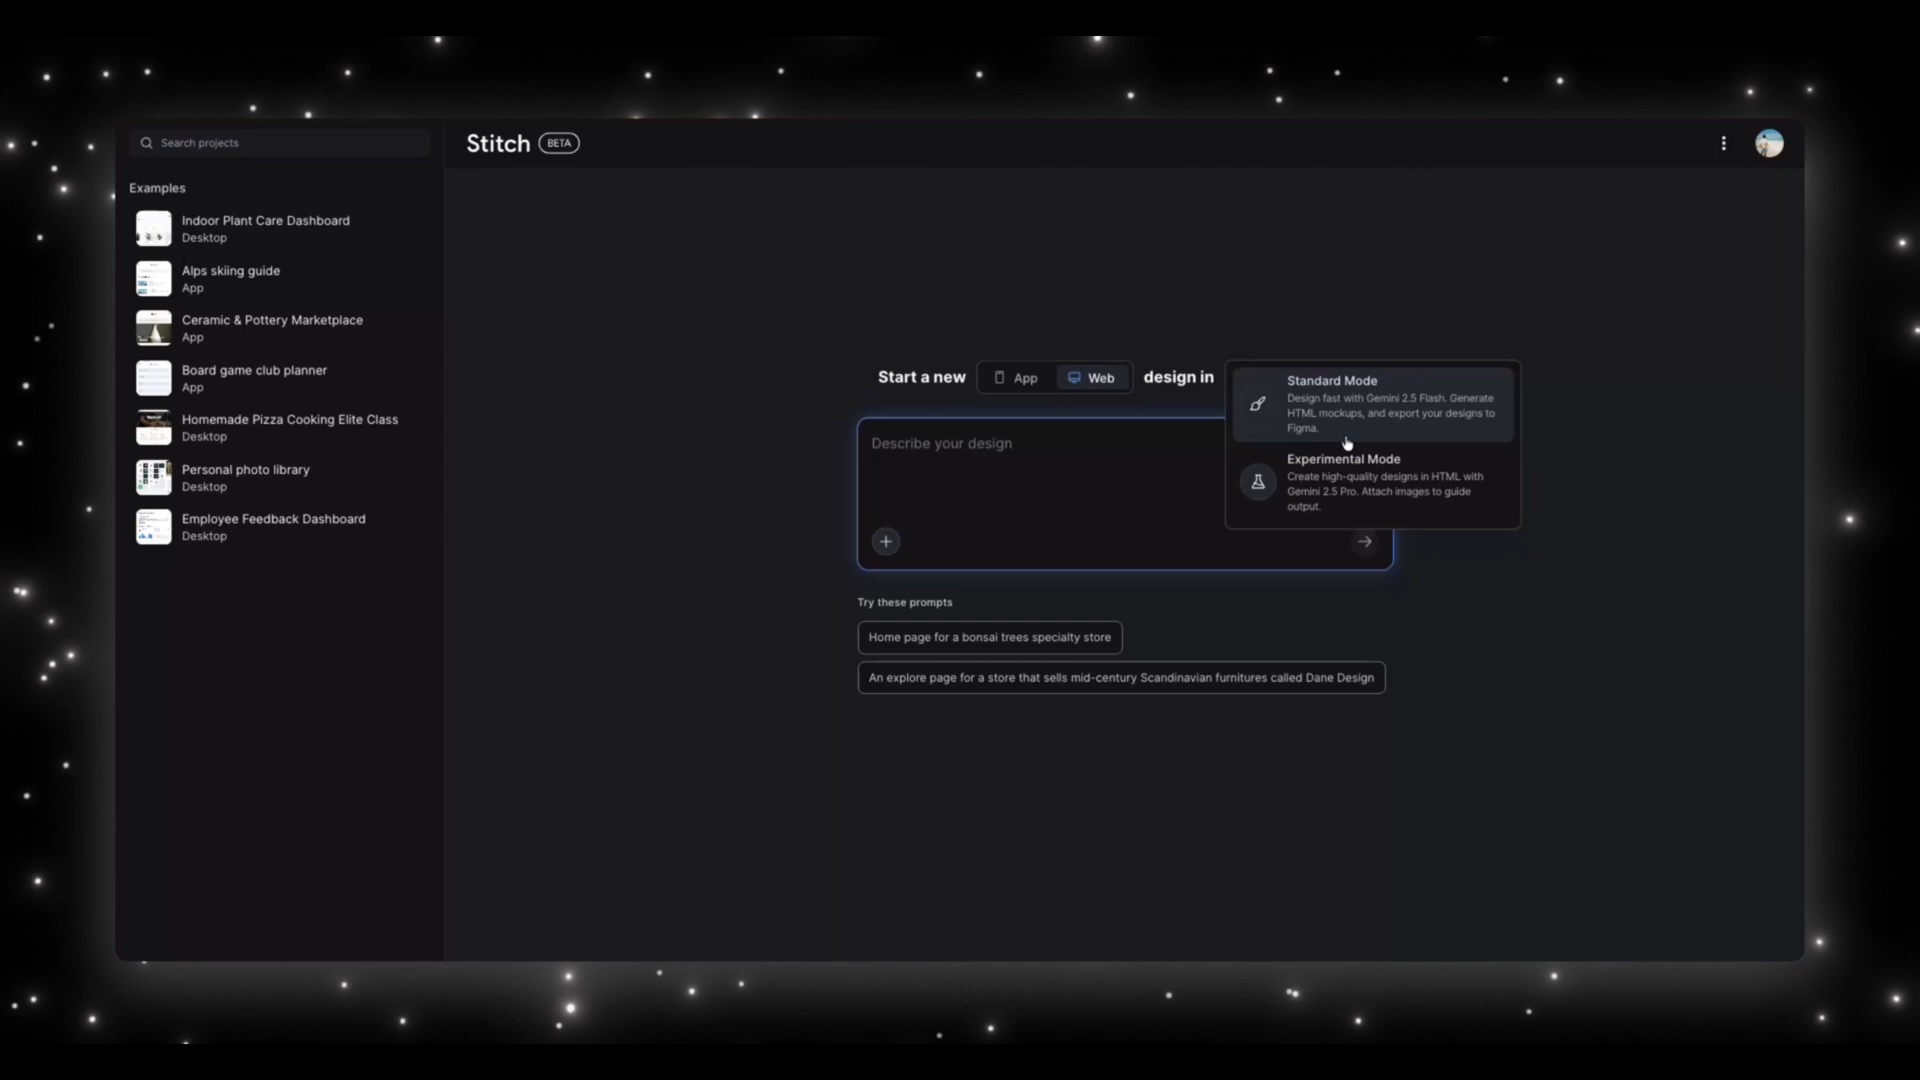 Search projects
Stitch BETA
Examples
Indoor Plant Care Dashboard
Desktop
Alps skiing guide
App
Ceramic & Pottery Marketplace
App
Board game club planner
App
Homemade Pizza Cooking Elite Class
Desktop
Personal photo library
Desktop
Employee Feedback Dashboard
Desktop
Start a new App Web design in
Standard Mode
Design fast with Gemini 2.5 Flash. Generate
HTML mockups, and export your designs to
Figma.
Experimental Mode
Create high-quality designs in HTML with
Gemini 2.5 Pro. Attach images to guide
output.
Describe your design
Try these prompts
Home page for a bonsai trees specialty store
An explore page for a store that sells mid-century Scandinavian furnitures called Dane Design